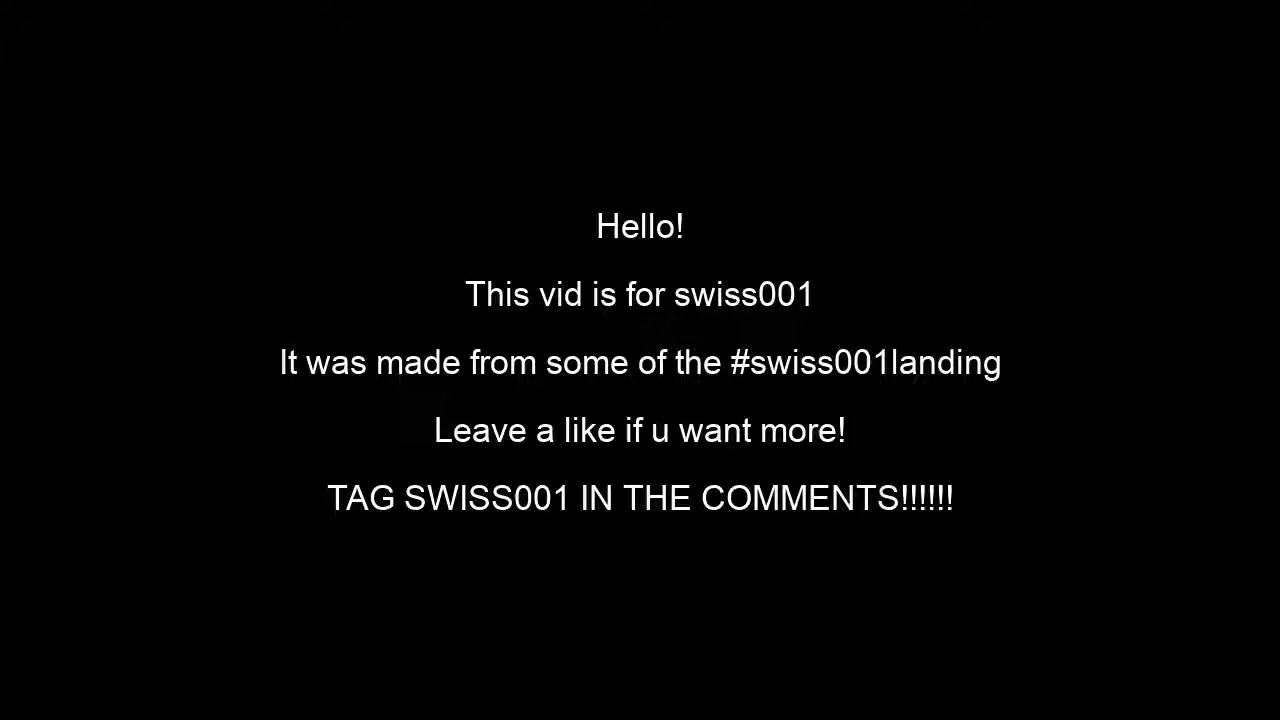 Hello!
This vid is for swiss001
It was made from some of the #swiss001landing
Leave a like if u want more!
TAG SWISS001 IN THE COMMENTS!!!!!!